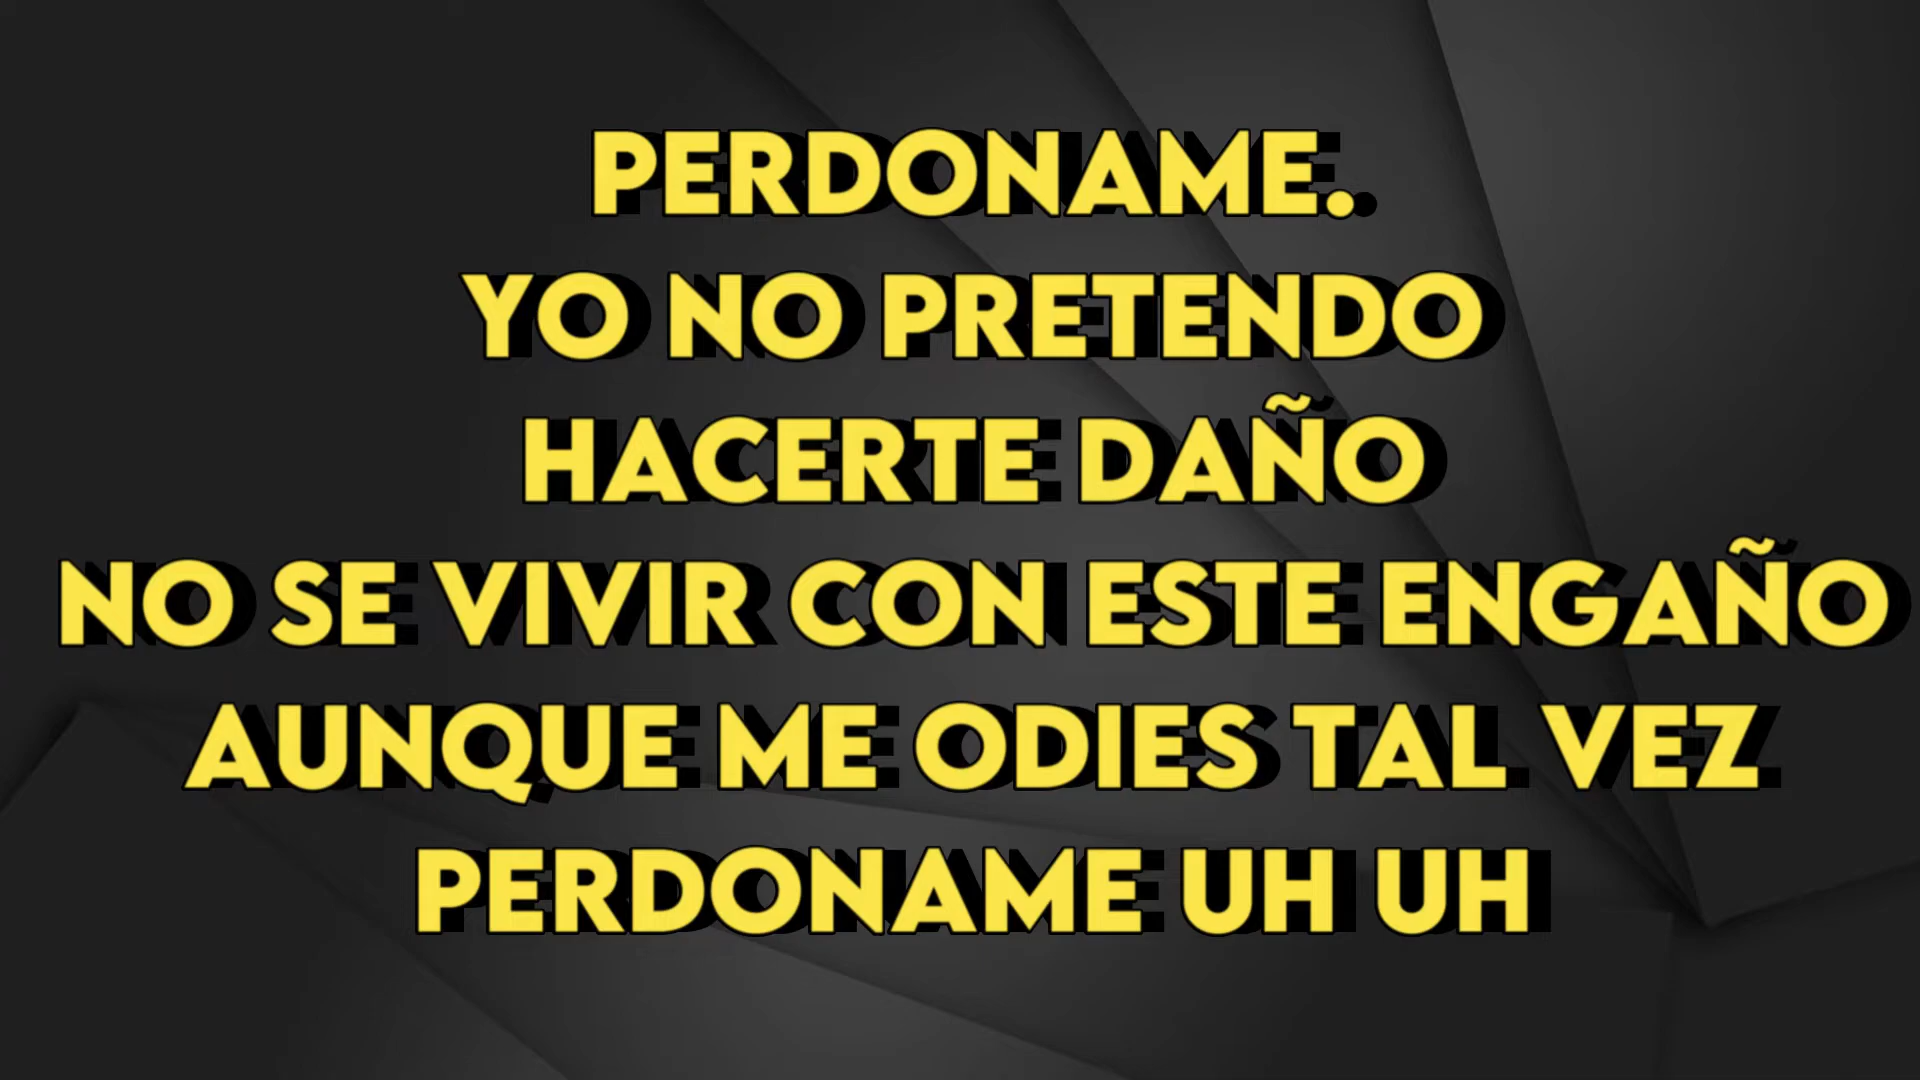 PERDONAME.
YO NO PRETENDO
HACERTE DAÑO
NO SE VIVIR CON ESTE ENGAÑO
AUNQUE ME ODIES TAL VEZ
PERDONAME UH UH